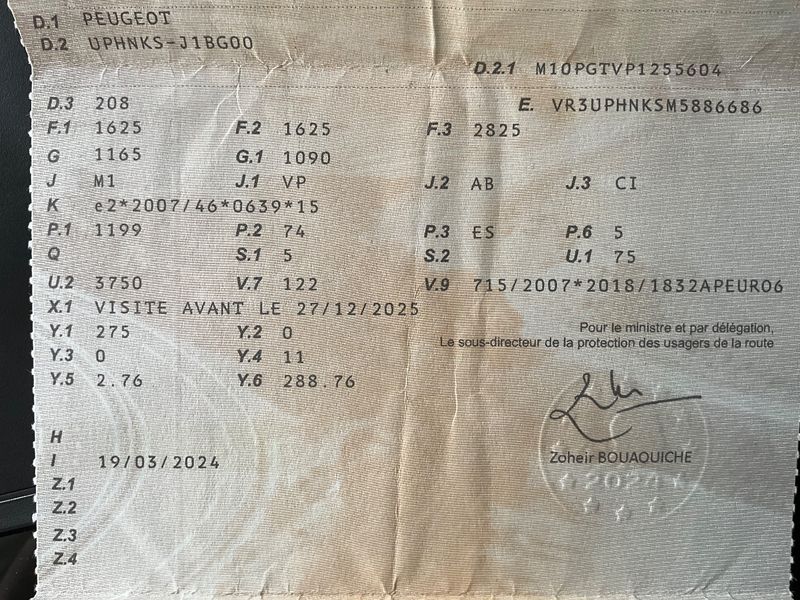 D.1 PEUGEOT
D.2 UPHNKS-J1BG00
D.2.1 M10PGTVP1255604
D.3 208 E. VR3UPHNKSM5886686
F.1 1625 F.2 1625 F.3 2825
G 1165 G.1 1090
J M1 J.1 VP J.2 AB J.3 CI
K e2*2007/46*0639*15
P.1 1199 P.2 74 P.3 ES P.6 5
Q S.1 5 S.2 U.1 75
U.2 3750 V.7 122 V.9 715/2007*2018/1832APEUR06
X.1 VISITE AVANT LE 27/12/2025
Y.1 275 Y.2 0
Pour le ministre et par délégation,
Le sous-directeur de la protection des usagers de la route
Y.3 0 Y.4 11
Y.5 2.76 Y.6 288.76
H
I 19/03/2024
Zoheir BOUAOUICHE
Z.1
2024
Z.2
Z.3
Z.4